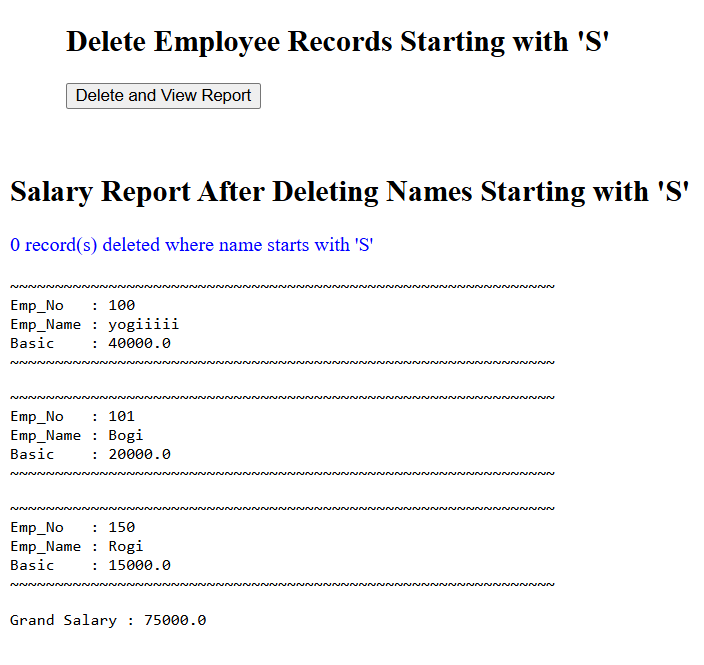 Delete Employee Records Starting with 'S'
Delete and View Report
Salary Report After Deleting Names Starting with 'S'
0 record(s) deleted where name starts with 'S'
~~~~~~~~~~~~~~~~~~~~~~~~~~~~~~~~~~~~~~~~~~~~~~~~~~~~~~~~~~~~~
Emp_No   : 100
Emp_Name : yogiiiii
Basic    : 40000.0
~~~~~~~~~~~~~~~~~~~~~~~~~~~~~~~~~~~~~~~~~~~~~~~~~~~~~~~~~~~~~
~~~~~~~~~~~~~~~~~~~~~~~~~~~~~~~~~~~~~~~~~~~~~~~~~~~~~~~~~~~~~
Emp_No   : 101
Emp_Name : Bogi
Basic    : 20000.0
~~~~~~~~~~~~~~~~~~~~~~~~~~~~~~~~~~~~~~~~~~~~~~~~~~~~~~~~~~~~~
~~~~~~~~~~~~~~~~~~~~~~~~~~~~~~~~~~~~~~~~~~~~~~~~~~~~~~~~~~~~~
Emp_No   : 150
Emp_Name : Rogi
Basic    : 15000.0
~~~~~~~~~~~~~~~~~~~~~~~~~~~~~~~~~~~~~~~~~~~~~~~~~~~~~~~~~~~~~
Grand Salary : 75000.0